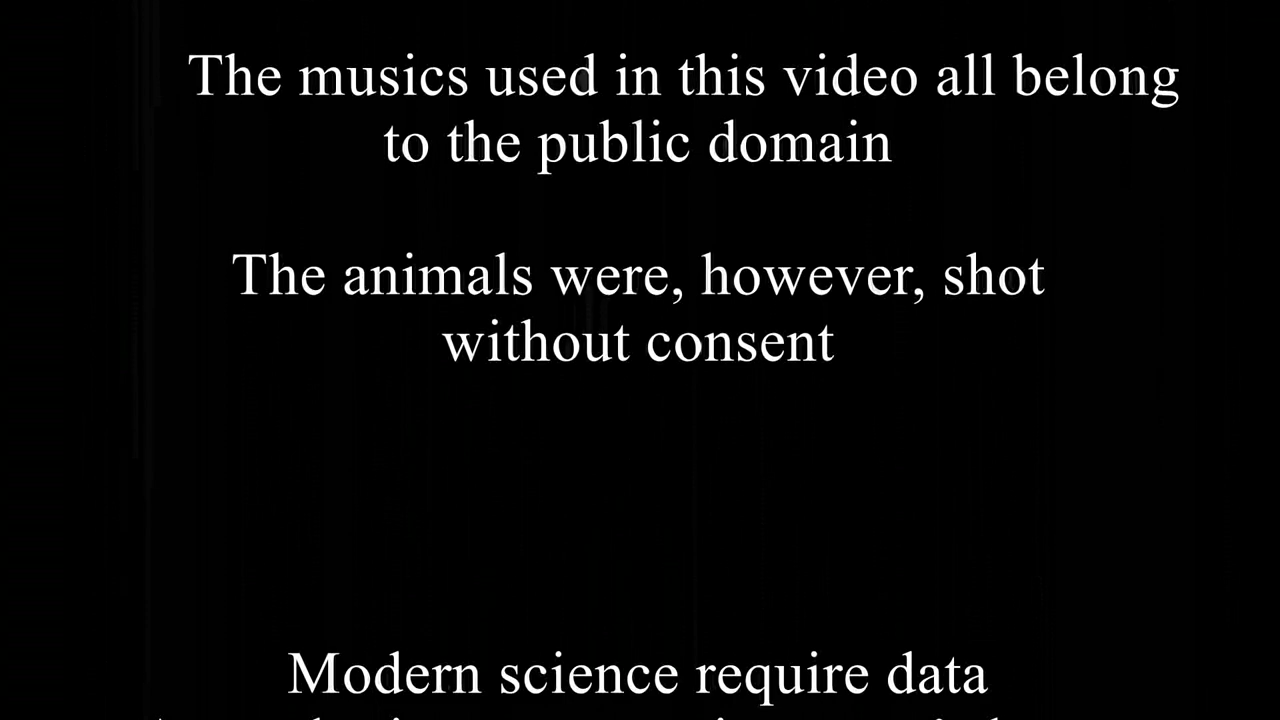 The musics used in this video all belong
to the public domain
The animals were, however, shot
without consent
Modern science require data